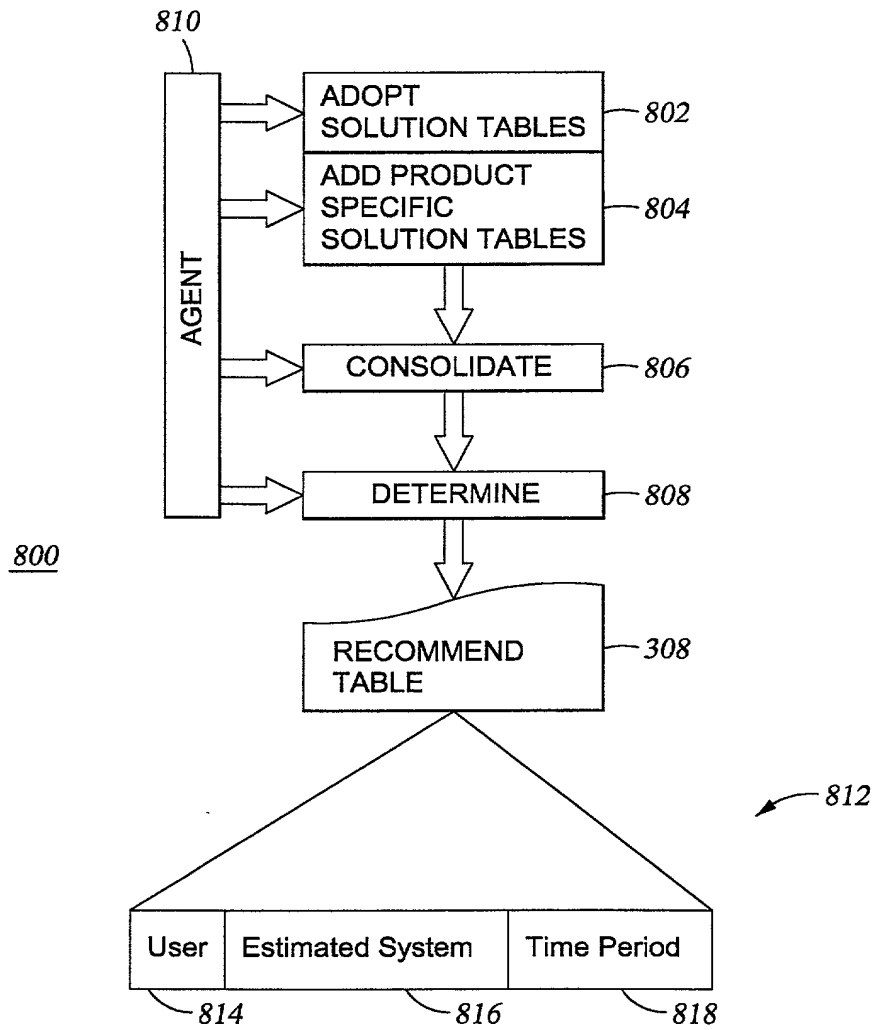 810
ADOPT
SOLUTION TABLES
802
ADD PRODUCT
SPECIFIC
SOLUTION TABLES
804
AGENT
CONSOLIDATE
806
DETERMINE
808
800
RECOMMEND
TABLE
308
812
User
Estimated System
Time Period
814
816
818